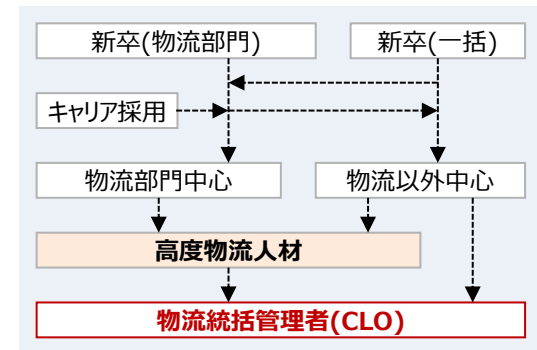 新卒(物流部門)
新卒(一括)
キャリア採用
物流部門中心
物流以外中心
高度物流人材
物流統括管理者(CLO)